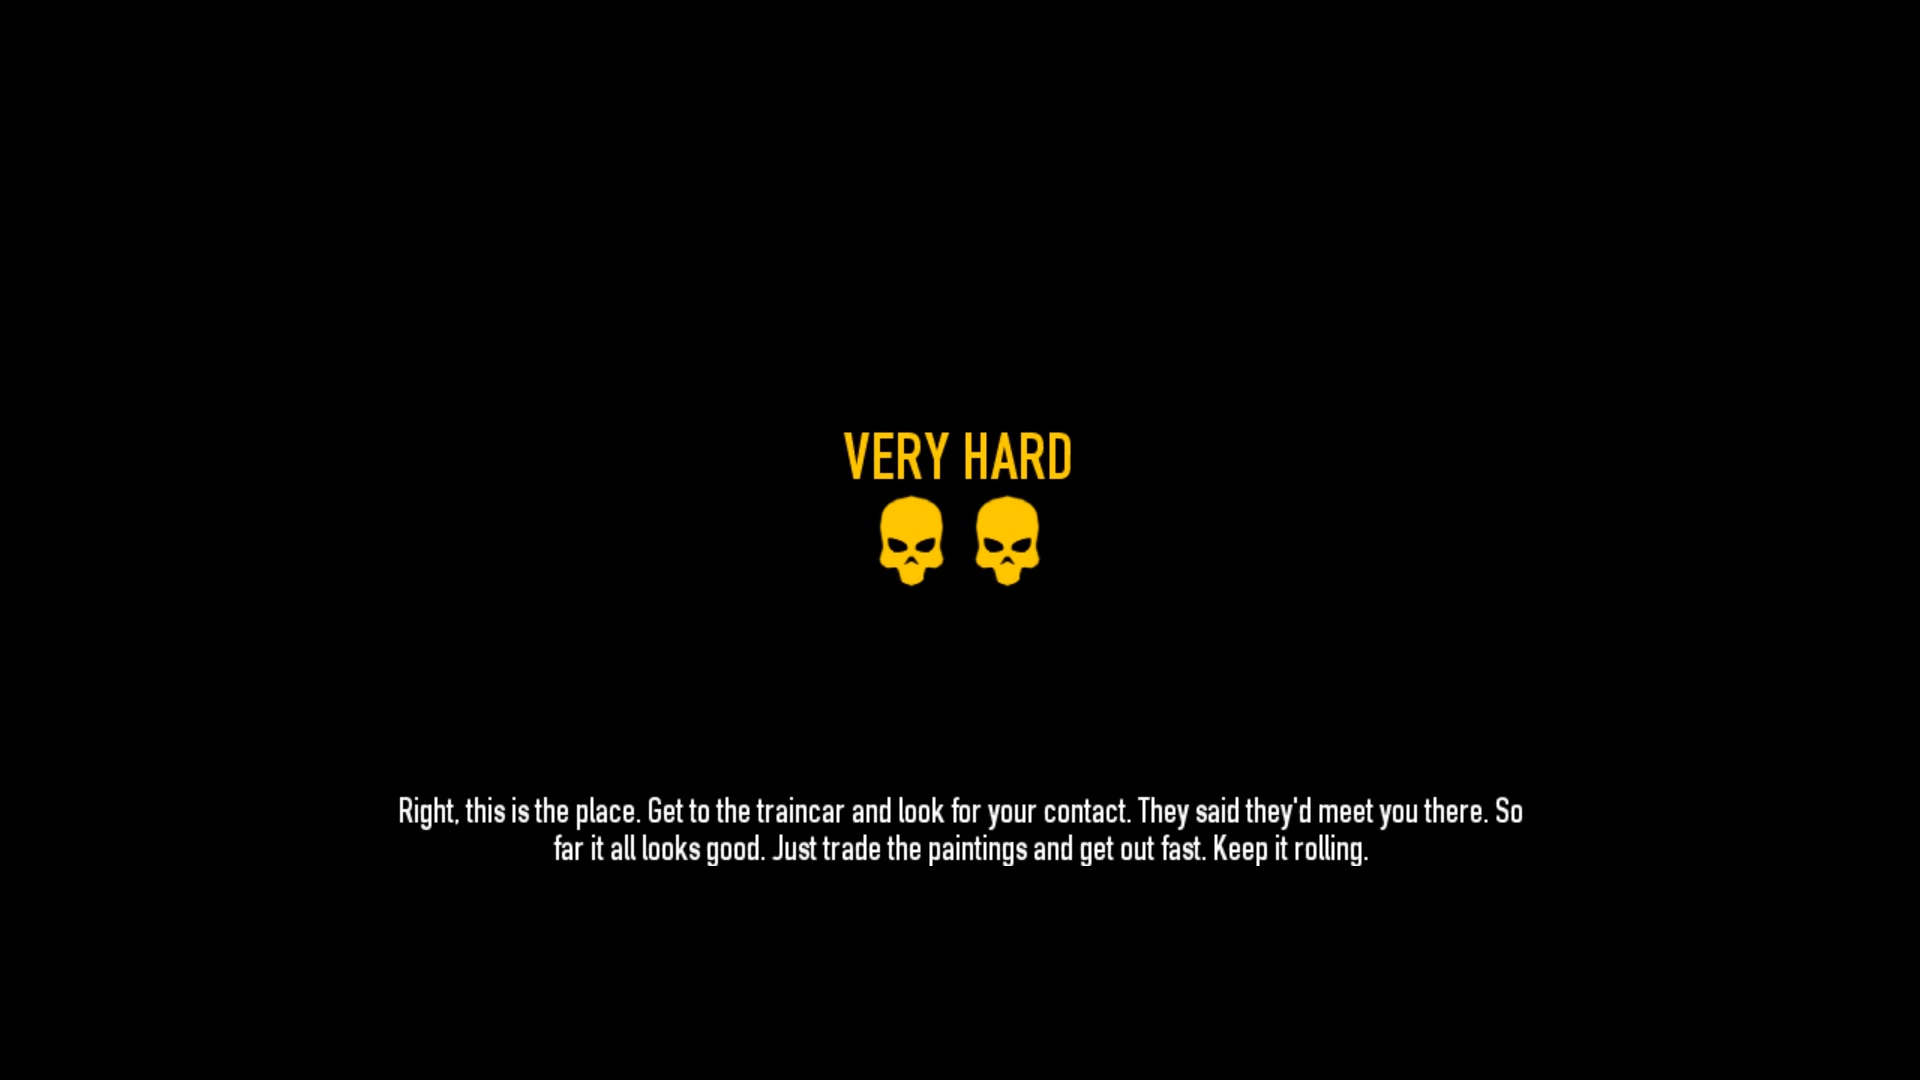 VERY HARD
Right, this is the place. Get to the traincar and look for your contact. They said they'd meet you there. So
far it all looks good. Just trade the paintings and get out fast. Keep it rolling.